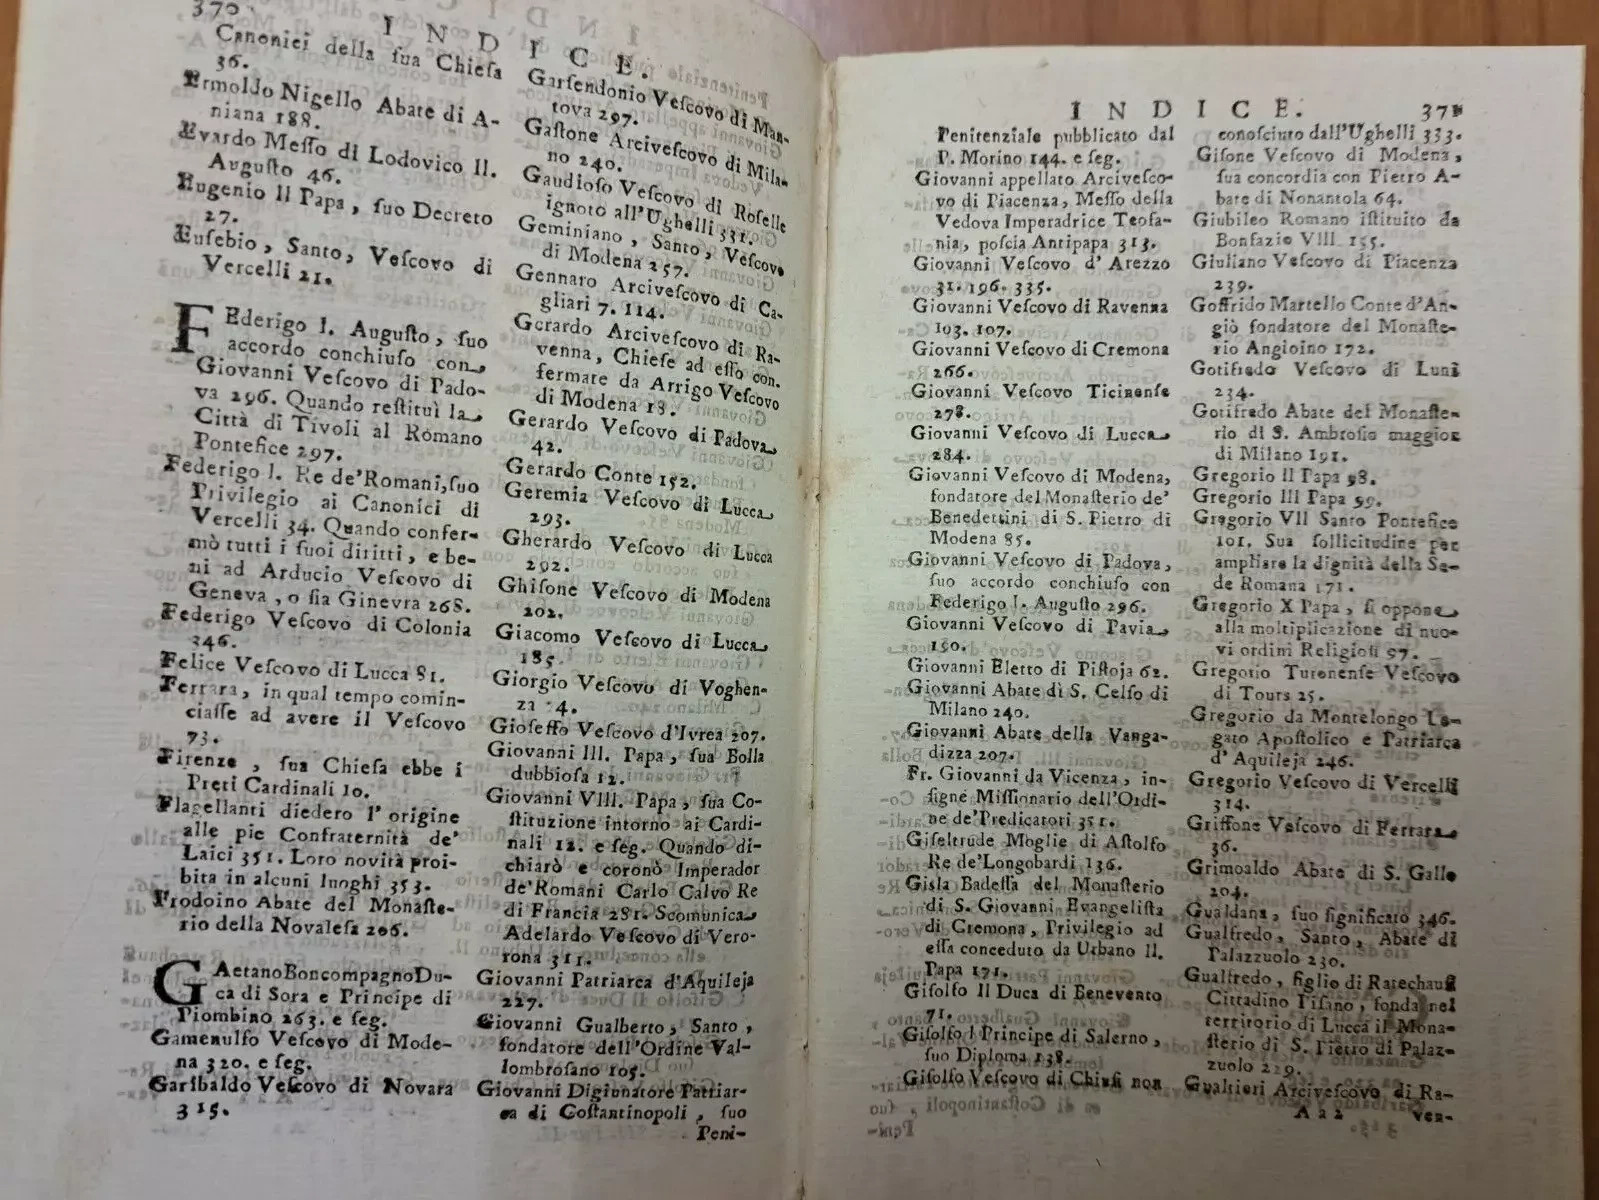 370
INDICE.
Canonici della ſua Chieſa
36.
Ermoldo Nigello Abate di A-
niana 188.
Evardo Meſſo di Lodovico II.
Auguſto 46.
Eugenio II Papa, ſuo Decreto
27.
Euſebio, Santo, Veſcovo di
Vercelli 21.
FEderigo I. Auguſto, ſuo
accordo conchiuſo con
Giovanni Veſcovo di Pado-
va 296. Quando reſtituì la
Città di Tivoli al Romano
Pontefice 297.
Federigo I. Re de'Romani, ſuo
Privilegio ai Canonici di
Vercelli 34. Quando confer-
mò tutti i ſuoi diritti, e be-
ni ad Arducio Veſcovo di
Geneva, o ſia Ginevra 268.
Federigo Veſcovo di Colonia
346.
Felice Veſcovo di Lucca 81.
Ferrara, in qual tempo comin-
ciaſſe ad avere il Veſcovo
73.
Firenze, ſua Chieſa ebbe i
Preti Cardinali 10.
Flagellanti diedero l'origine
alle pie Confraternità de'
Laici 351. Loro novità proi-
bita in alcuni luoghi 353.
Frodoino Abate del Monaſte-
rio della Novaleſa 206.
GAetano Boncompagno Du-
ca di Sora e Principe di
Piombino 263. e ſeg.
Gamenulfo Veſcovo di Mode-
na 320. e ſeg.
Garibaldo Veſcovo di Novara
315.
Garſendonio Veſcovo di Man-
tova 297.
Gaſtone Arciveſcovo di Mila-
no 240.
Gaudioſo Veſcovo di Roſelle
ignoto all'Ughelli 331.
Geminiano, Santo, Veſcovo
di Modena 257.
Gennaro Arciveſcovo di Ca-
gliari 7. 114.
Gerardo Arciveſcovo di Ra-
venna, Chieſe ad eſſo con.
fermate da Arrigo Veſcovo
di Modena 18.
Gerardo Veſcovo di Padova
42.
Gerardo Conte 152.
Geremia Veſcovo di Lucca
293.
Gherardo Veſcovo di Lucca
292.
Ghiſone Veſcovo di Modena
202.
Giacomo Veſcovo di Lucca
185.
Giorgio Veſcovo di Voghen-
za 4.
Gioſeffo Veſcovo d'Ivrea 207.
Giovanni III. Papa, ſua Bolla
dubbioſa 12.
Giovanni VIII. Papa, ſua Co-
ſtituzione intorno ai Cardi-
nali 12. e ſeg. Quando di-
chiarò e coronò Imperador
de'Romani Carlo Calvo Re
di Francia 281. Scomunica
Adelardo Veſcovo di Vero-
rona 311.
Giovanni Patriarca d'Aquileja
227.
Giovanni Gualberto, Santo,
fondatore dell'Ordine Val-
lombroſano 105.
Giovanni Digiunatore Patriar-
ca di Coſtantinopoli, ſuo
Peni-
INDICE. 371
Penitenziale pubblicato dal
P. Morino 144. e ſeg.
Giovanni appellato Arciveſco-
vo di Piacenza, Meſſo della
Vedova Imperadrice Teofa-
nia, poſcia Antipapa 313.
Giovanni Veſcovo d'Arezzo
31. 196. 335.
Giovanni Veſcovo di Ravenna
103. 107.
Giovanni Veſcovo di Cremona
266.
Giovanni Veſcovo Ticinenſe
278.
Giovanni Veſcovo di Lucca
284.
Giovanni Veſcovo di Modena,
fondatore del Monaſterio de'
Benedettini di S. Pietro di
Modena 85.
Giovanni Veſcovo di Padova,
ſuo accordo conchiuſo con
Federigo I. Auguſto 296.
Giovanni Veſcovo di Pavia
150.
Giovanni Eletto di Piſtoja 62.
Giovanni Abate di S. Celſo di
Milano 240.
Giovanni Abate della Vanga-
dizza 207.
Fr. Giovanni da Vicenza, in-
ſigne Miſſionario dell'Ordi-
ne de'Predicatori 351.
Giſeltrude Moglie di Aſtolfo
Re de'Longobardi 136.
Giſla Badeſſa del Monaſterio
di S. Giovanni Evangeliſta
di Cremona, Privilegio ad
eſſa conceduto da Urbano II.
Papa 171.
Giſolfo II Duca di Benevento
71.
Giſolfo I Principe di Salerno,
ſuo Diploma 138.
Giſolfo Veſcovo di Chiuſi non
conoſciuto dall'Ughelli 333.
Giſone Veſcovo di Modena,
ſua concordia con Pietro A-
bate di Nonantola 64.
Giubileo Romano iſtituito da
Bonfazio VIII. 155.
Giuliano Veſcovo di Piacenza
239.
Goffrido Martello Conte d'An-
giò fondatore del Monaſte-
rio Angioino 172.
Gotifredo Veſcovo di Luni
234.
Gotifredo Abate del Monaſte-
rio di S. Ambroſio maggior
di Milano 191.
Gregorio II Papa 98.
Gregorio III Papa 99.
Gregorio VII Santo Pontefice
101. Sua ſollicitudine per
ampliare la dignità della Se-
de Romana 171.
Gregorio X Papa, ſi oppone
alla moltiplicazione di nuo-
vi ordini Religioſi 57.
Gregorio Turonenſe Veſcovo
di Tours 25.
Gregorio da Montelongo Le-
gato Apoſtolico e Patriarca
d'Aquileja 246.
Gregorio Veſcovo di Vercelli
314.
Griffone Veſcovo di Ferrara
36.
Grimoaldo Abate di S. Gallo
204.
Gualdana, ſuo ſignificato 346.
Gualfredo, Santo, Abate di
Palazzuolo 230.
Gualfredo, figlio di Ratechauſi
Cittadino Piſano, fonda nel
territorio di Lucca il Mona-
ſterio di S. Pietro di Palaz-
zuolo 229.
Gualtieri Arciveſcovo di Ra-
Aa2 ven-